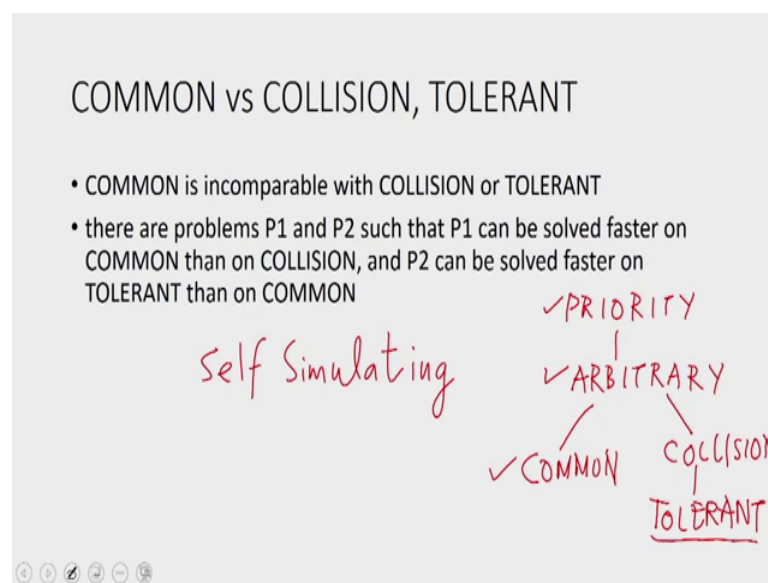 COMMON vs COLLISION, TOLERANT
• COMMON is incomparable with COLLISION or TOLERANT
• there are problems P1 and P2 such that P1 can be solved faster on
COMMON than on COLLISION, and P2 can be solved faster on
TOLERANT than on COMMON
✓PRIORITY
Self Simulating
✓ARBITRARY
✓COMMON
COLLISION
TOLERANT